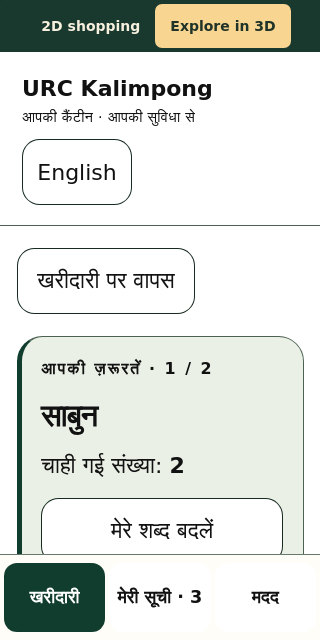 2D shopping
Explore in 3D
URC Kalimpong
आपकी कैंटीन · आपकी सुविधा से
English
खरीदारी पर वापस
आपकी ज़रूरतें · 1 / 2
साबुन
चाही गई संख्या: 2
मेरे शब्द बदलें
खरीदारी
मेरी सूची · 3
मदद